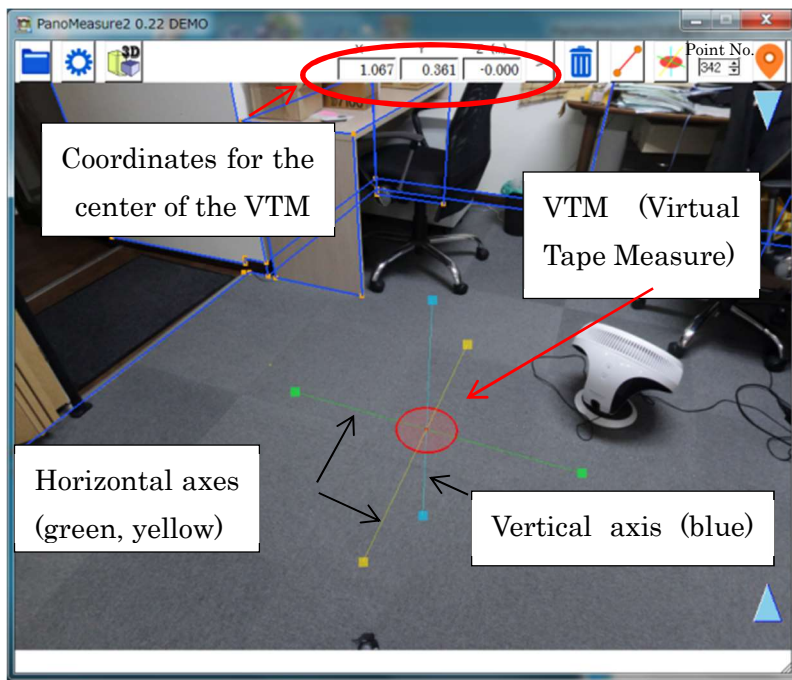 PanoMeasure2 0.22 DEMO
3D
Point No.
1.067 0.361 -0.000
342
Coordinates for the
center of the VTM
VTM (Virtual
Tape Measure)
Horizontal axes
(green, yellow)
Vertical axis (blue)